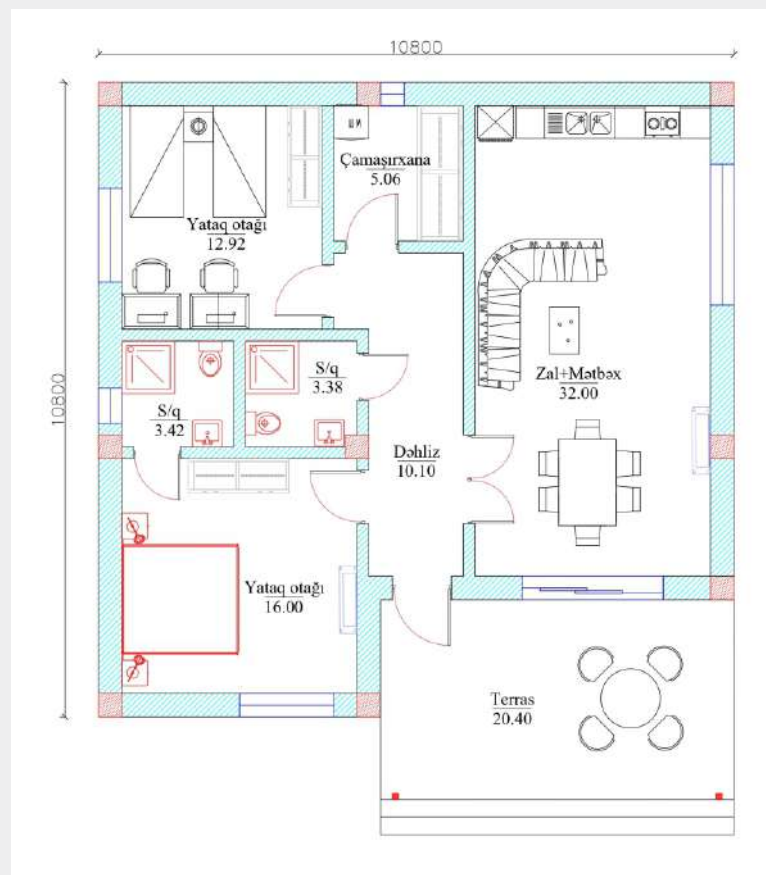 10800
Çamaşırxana
5.06
Yataq otağı
12.92
10800
S/q
3.38
Zal+Mətbəx
32.00
S/q
3.42
Dəhliz
10.10
Yataq otağı
16.00
Terras
20.40